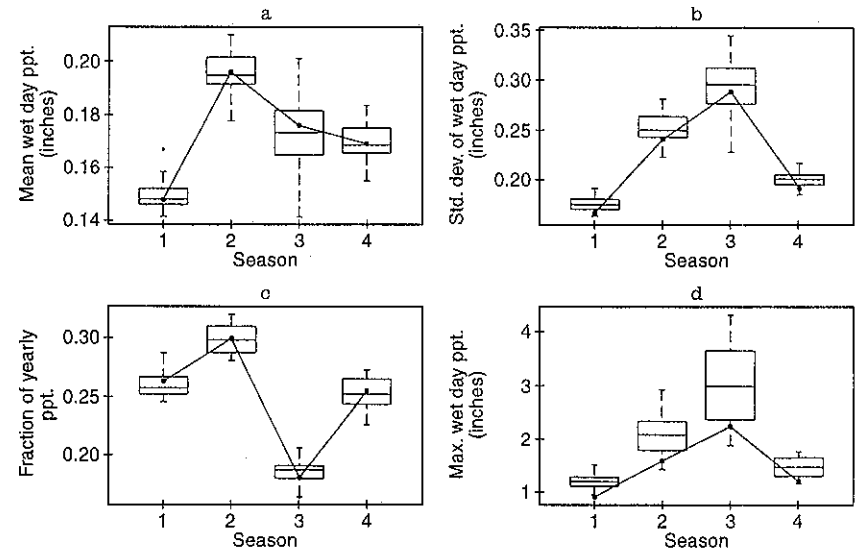 a
Mean wet day ppt.
(inches)
0.20
0.18
0.16
0.14
1 2 3 4
Season
b
Std. dev. of wet day ppt.
(inches)
0.35
0.30
0.25
0.20
1 2 3 4
Season
c
Fraction of yearly
ppt.
0.30
0.25
0.20
1 2 3 4
Season
d
Max. wet day ppt.
(inches)
4
3
2
1
1 2 3 4
Season